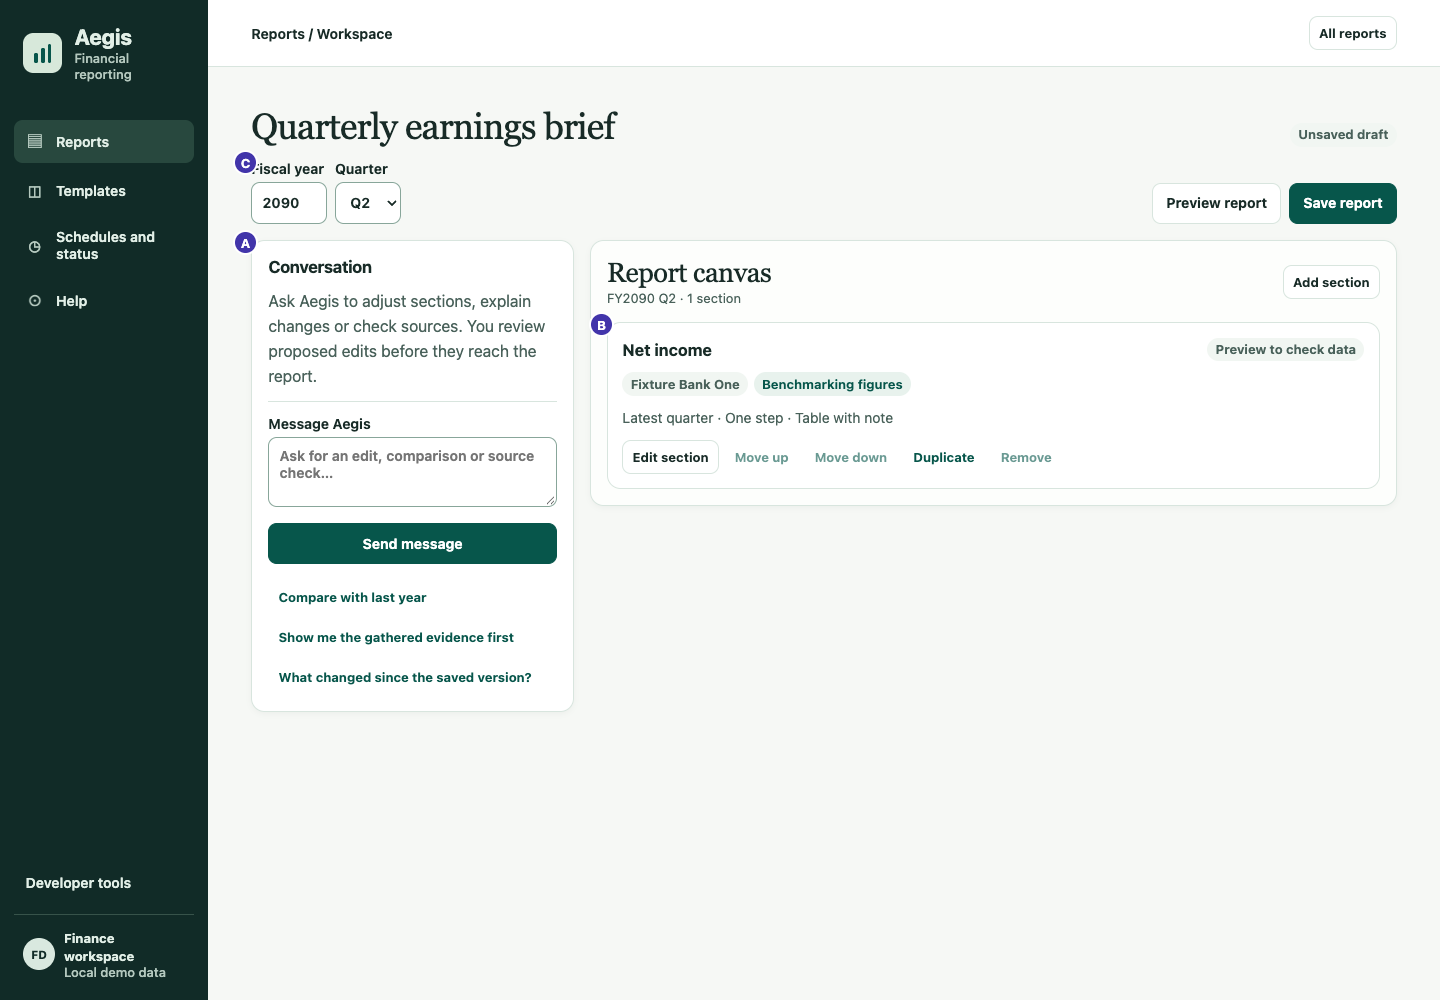 Aegis
Financial
reporting
Reports
Templates
Schedules and
status
Help
Developer tools
FD
Finance
workspace
Local demo data
Reports / Workspace
All reports
Quarterly earnings brief
Unsaved draft
C
Fiscal year Quarter
2090 Q2
Preview report
Save report
A
Conversation
Ask Aegis to adjust sections, explain
changes or check sources. You review
proposed edits before they reach the
report.
Message Aegis
Ask for an edit, comparison or source
check...
Send message
Compare with last year
Show me the gathered evidence first
What changed since the saved version?
Report canvas
FY2090 Q2 · 1 section
Add section
B
Net income
Preview to check data
Fixture Bank One Benchmarking figures
Latest quarter · One step · Table with note
Edit section Move up Move down Duplicate Remove